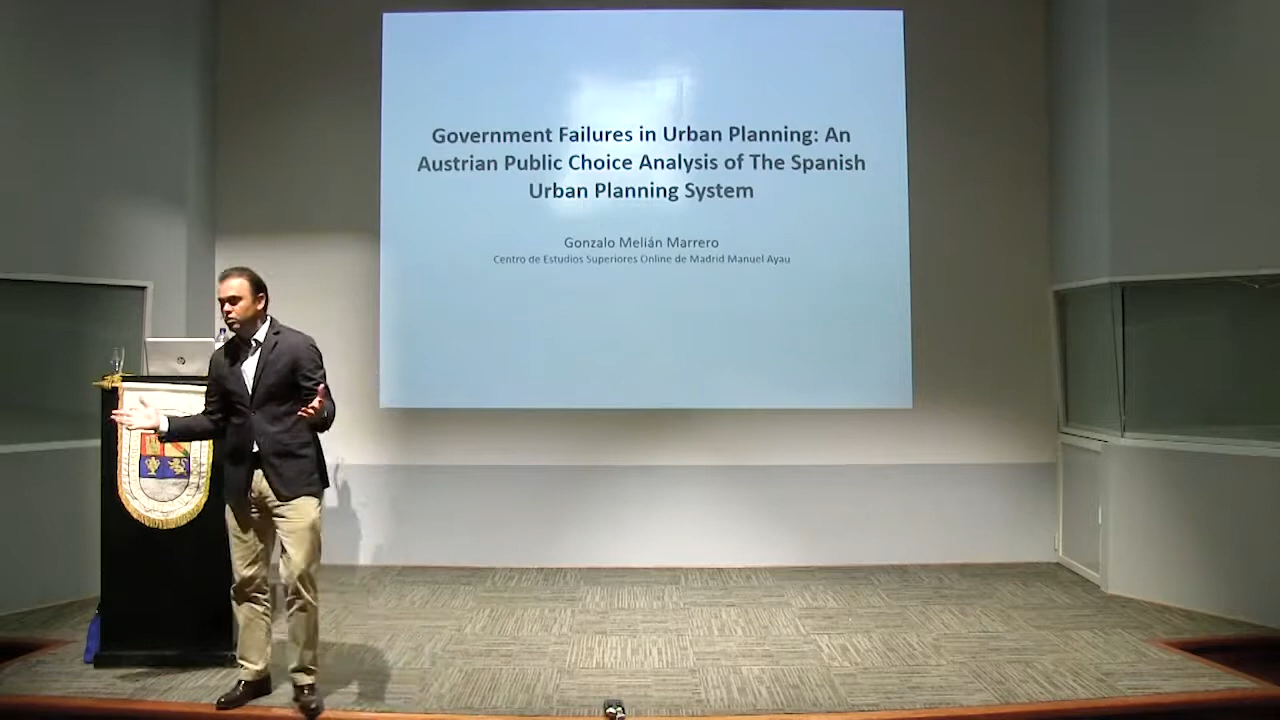 Government Failures in Urban Planning: An
Austrian Public Choice Analysis of The Spanish
Urban Planning System
Gonzalo Melián Marrero
Centro de Estudios Superiores Online de Madrid Manuel Ayau
hp